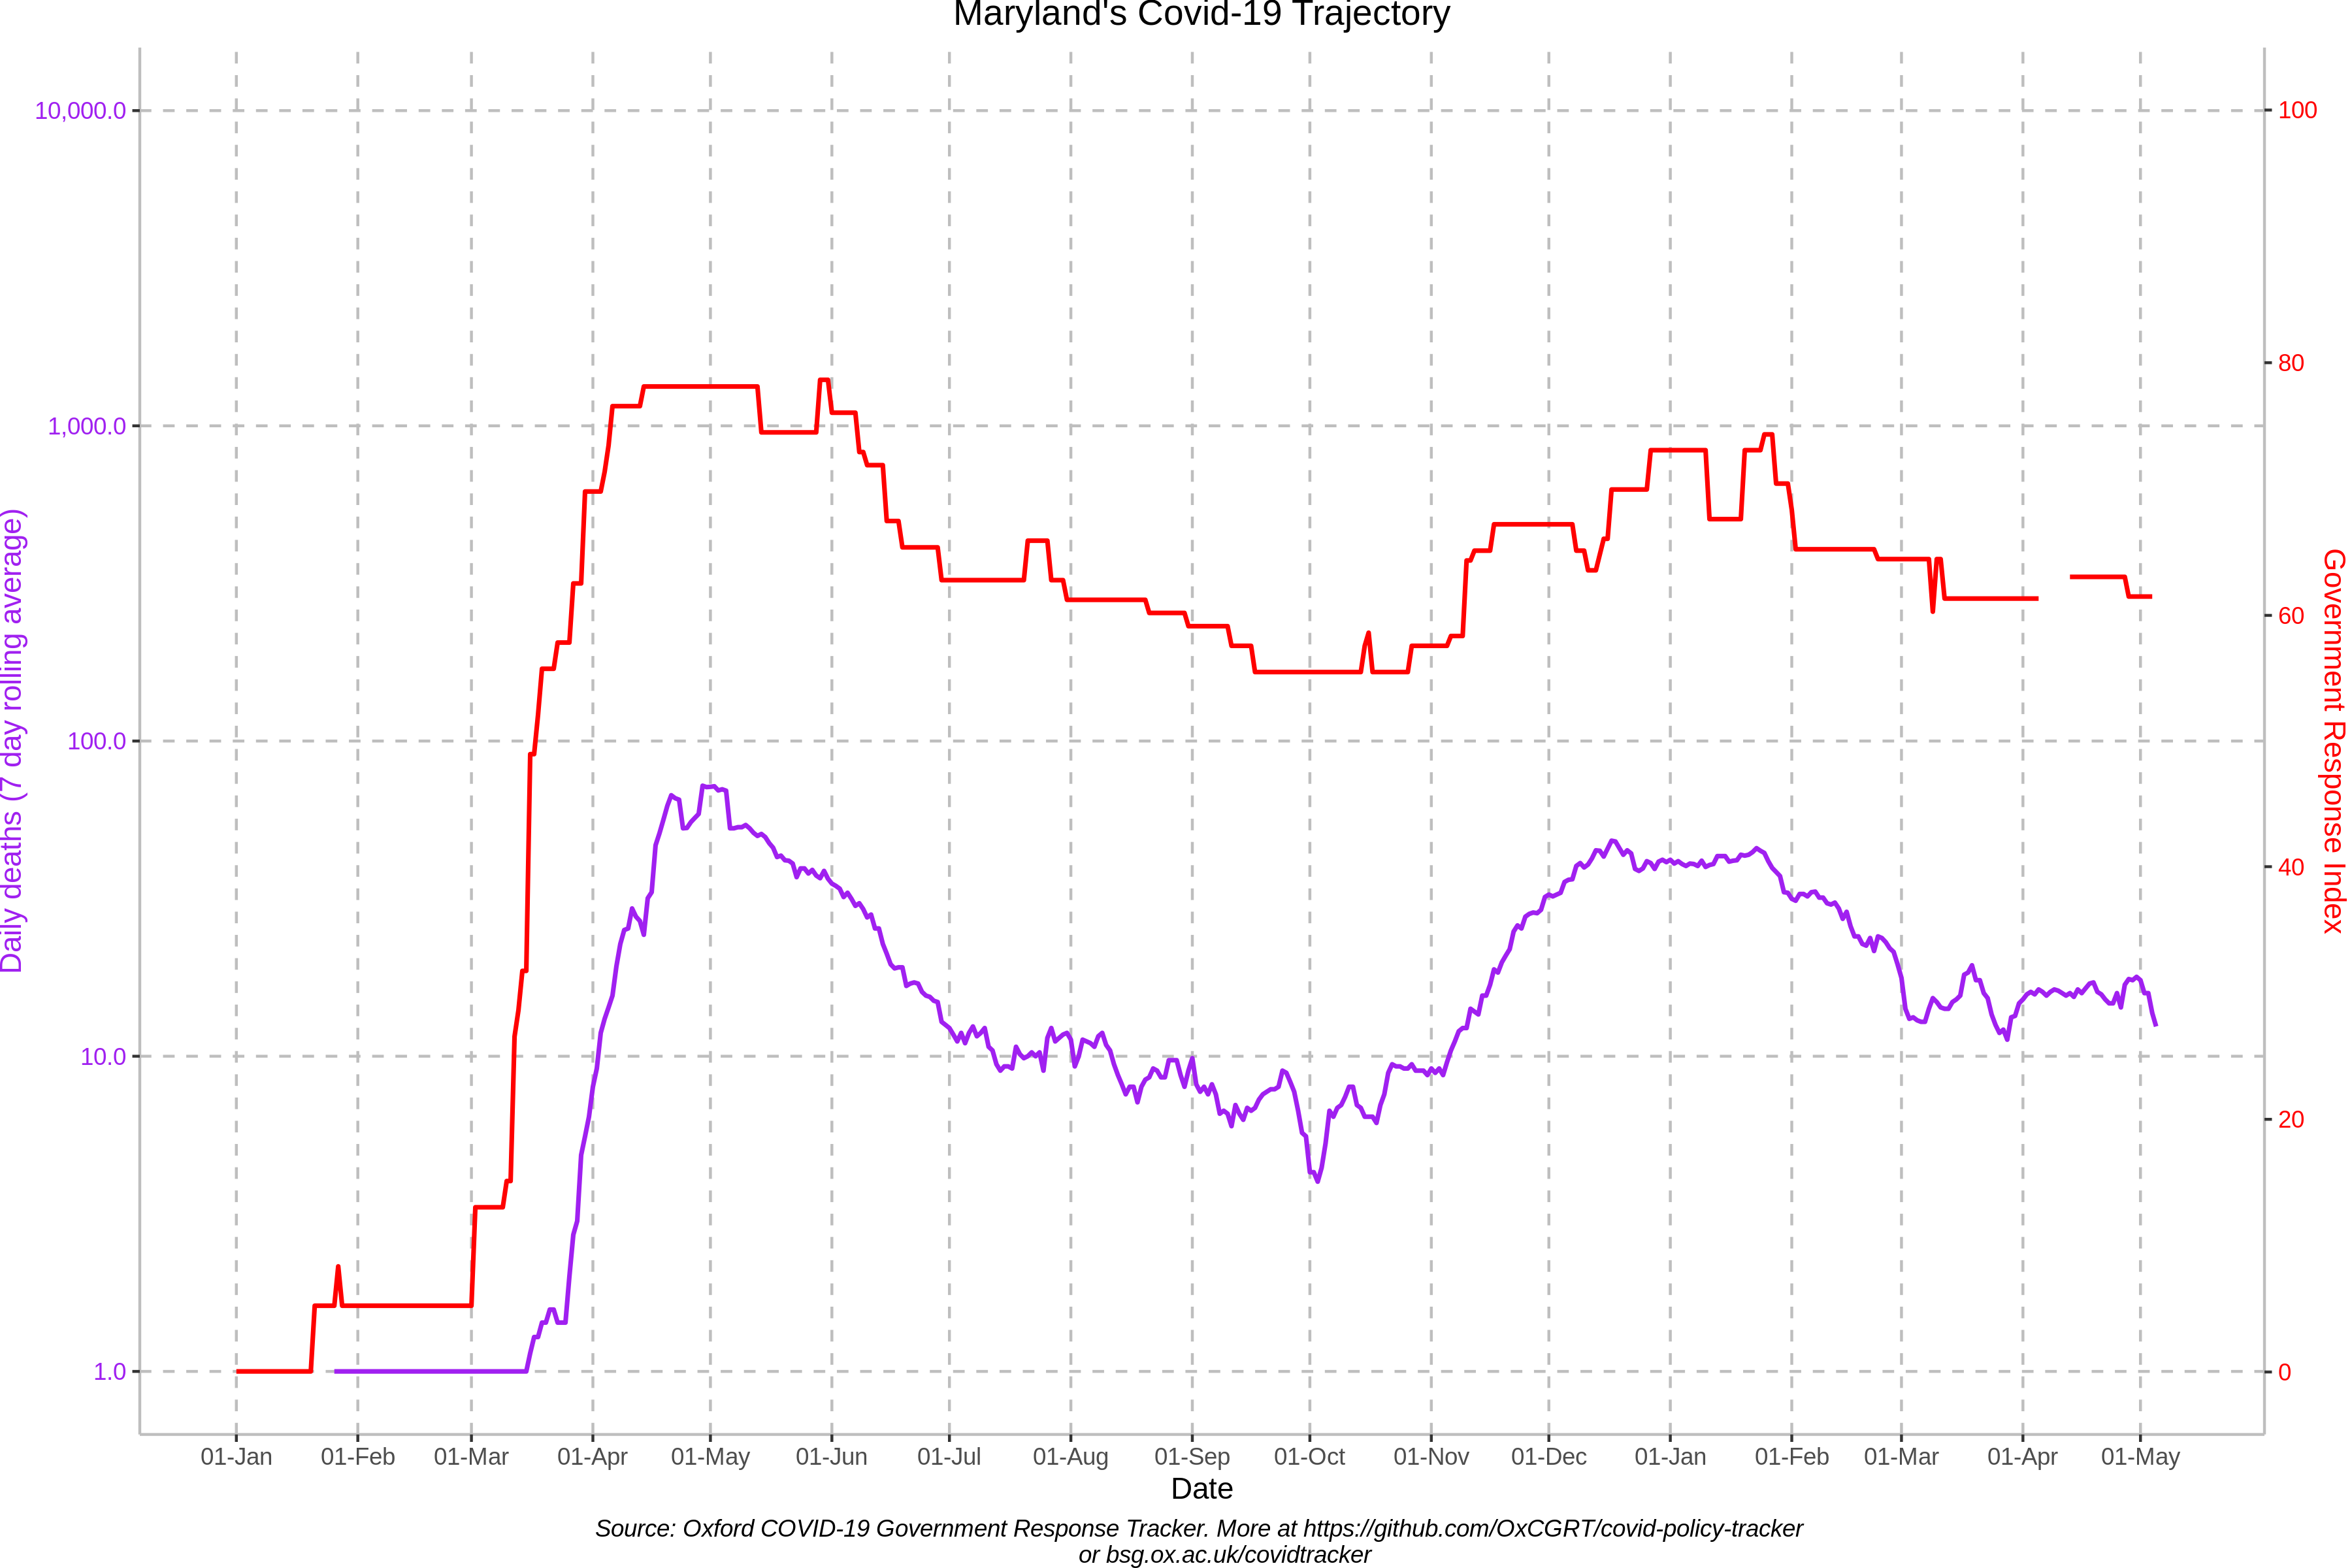 Maryland's Covid-19 Trajectory
10,000.0
1,000.0
100.0
10.0
1.0
Daily deaths (7 day rolling average)
100
80
60
40
20
0
Government Response Index
01-Jan 01-Feb 01-Mar 01-Apr 01-May 01-Jun 01-Jul 01-Aug 01-Sep 01-Oct 01-Nov 01-Dec 01-Jan 01-Feb 01-Mar 01-Apr 01-May
Date
Source: Oxford COVID-19 Government Response Tracker. More at https://github.com/OxCGRT/covid-policy-tracker
or bsg.ox.ac.uk/covidtracker